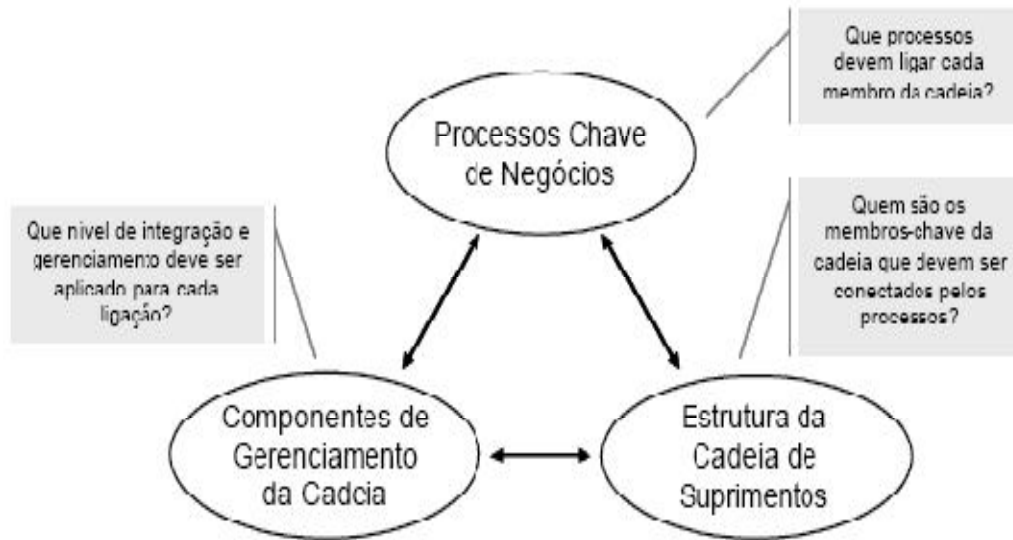 Que processos
devem ligar cada
membro da cadeia?
Processos Chave
de Negócios
Que nivel de integração e
gerenciamento deve ser
aplicado para cada
ligação?
Quem são os
membros-chave da
cadeia que devem ser
conectados pelos
processos?
Componentes de
Gerenciamento
da Cadeia
Estrutura da
Cadeia de
Suprimentos